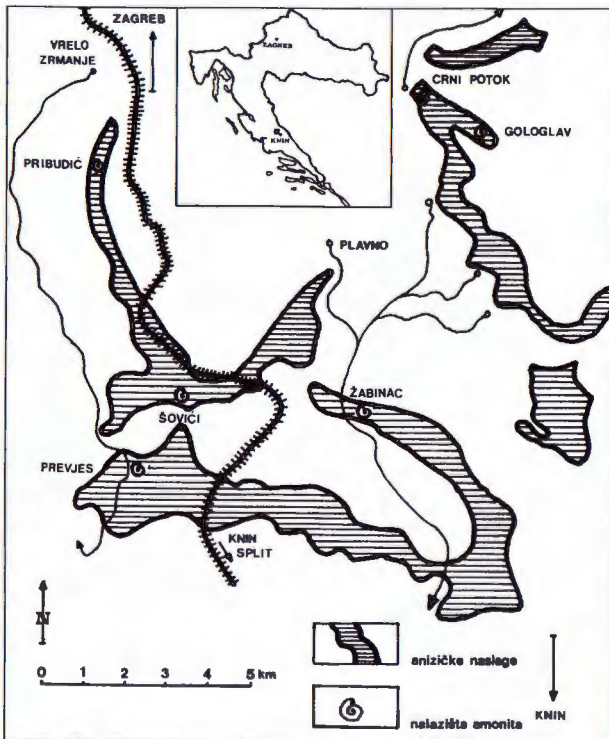 ZAGREB
VRELO
ZRMANJE
ZAGREB
KNIN
CRNI POTOK
GOLOGLAV
PRIBUDIĆ
PLAVNO
ŽABINAC
ŠOVIĆI
PREVJES
KNIN
SPLIT
N
0 1 2 3 4 5 km
anizičke naslage
nalazišta amonita
KNIN